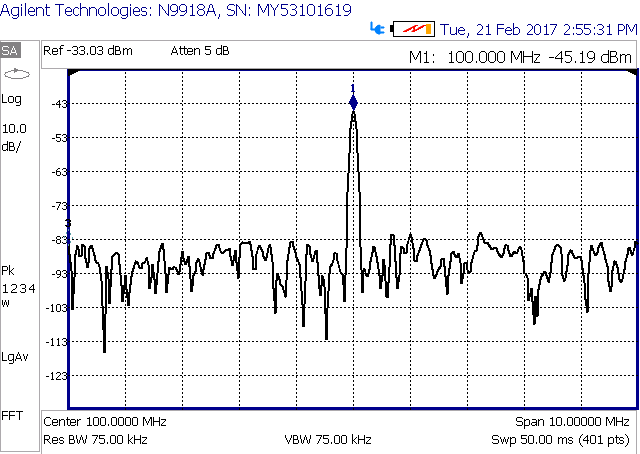 Agilent Technologies: N9918A, SN: MY53101619
Tue, 21 Feb 2017 2:55:31 PM
SA
Ref -33.03 dBm Atten 5 dB
M1: 100.000 MHz -45.19 dBm
Log
10.0
dB/
Pk
1234
w
LgAv
FFT
1
3
-43
-53
-63
-73
-83
-93
-103
-113
-123
Center 100.0000 MHz Span 10.00000 MHz
Res BW 75.00 kHz VBW 75.00 kHz Swp 50.00 ms (401 pts)